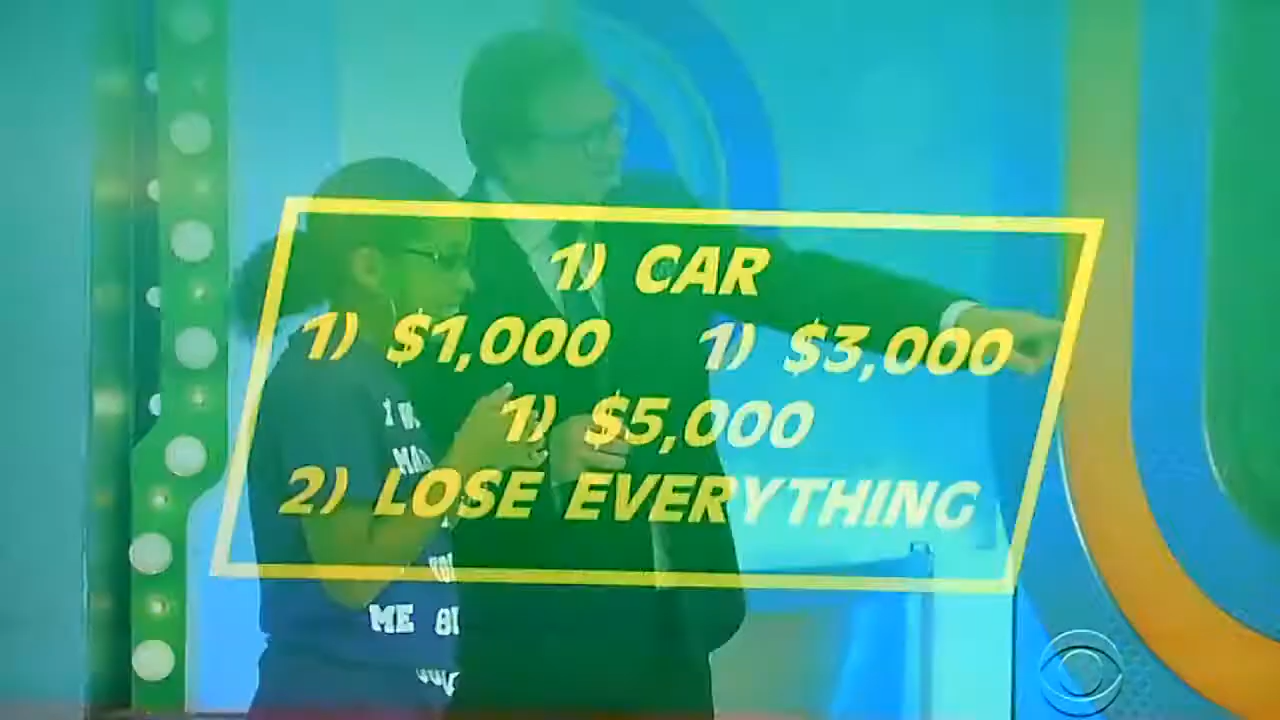 1) CAR
1) $1,000 1) $3,000
1) $5,000
2) LOSE EVERYTHING
ME